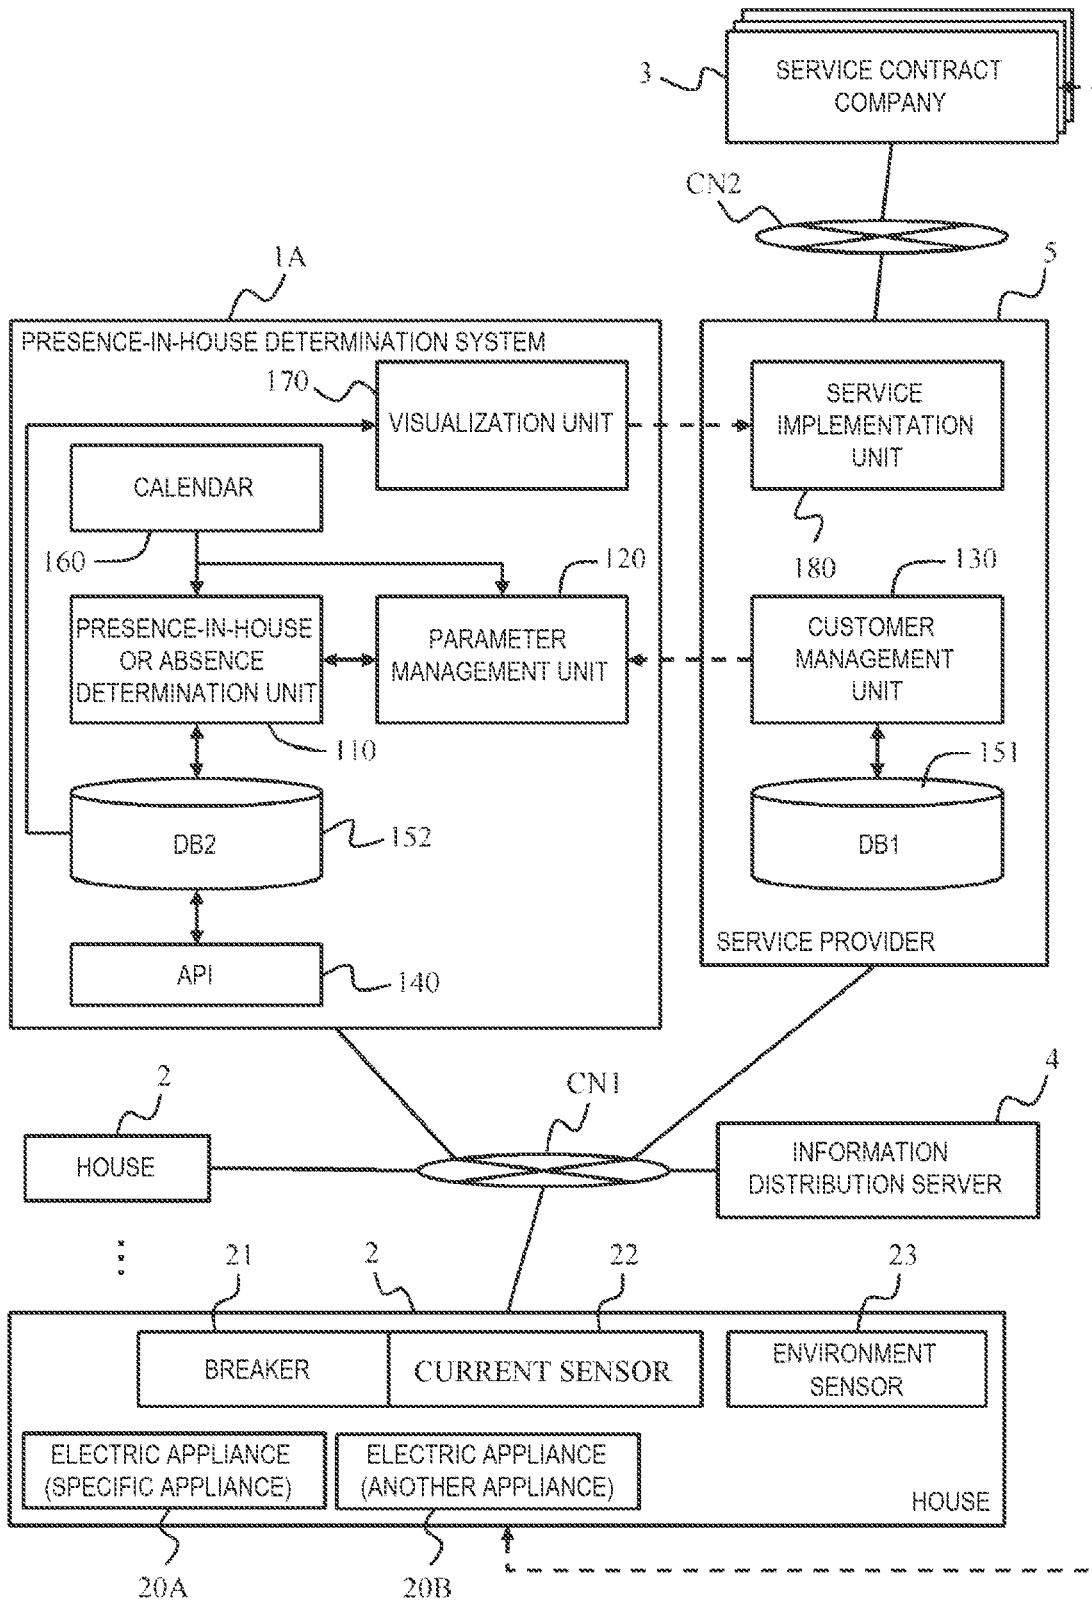 3
SERVICE CONTRACT
COMPANY
CN2
1A
5
PRESENCE-IN-HOUSE DETERMINATION SYSTEM
170
VISUALIZATION UNIT
SERVICE
IMPLEMENTATION
UNIT
CALENDAR
160
180
120
130
PRESENCE-IN-HOUSE
OR ABSENCE
DETERMINATION UNIT
PARAMETER
MANAGEMENT UNIT
CUSTOMER
MANAGEMENT
UNIT
110
151
DB2
152
DB1
API
140
SERVICE PROVIDER
2
CN1
4
HOUSE
INFORMATION
DISTRIBUTION SERVER
21
2
22
23
BREAKER
CURRENT SENSOR
ENVIRONMENT
SENSOR
ELECTRIC APPLIANCE
(SPECIFIC APPLIANCE)
ELECTRIC APPLIANCE
(ANOTHER APPLIANCE)
HOUSE
20A
20B